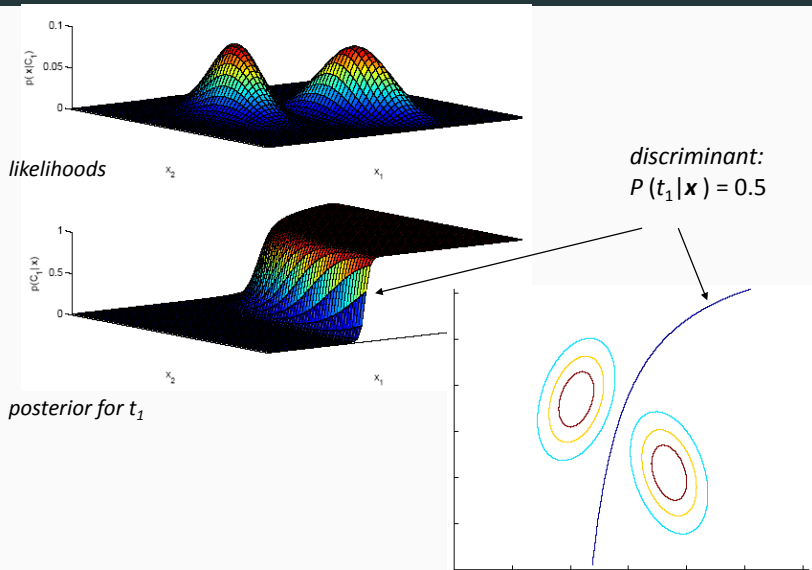 0.1
0.05
0
p(x|C₁)
likelihoods
x₂
x₁
discriminant:
P (t₁|x ) = 0.5
1
0.5
0
p(C₁|x)
x₂
x₁
posterior for t₁